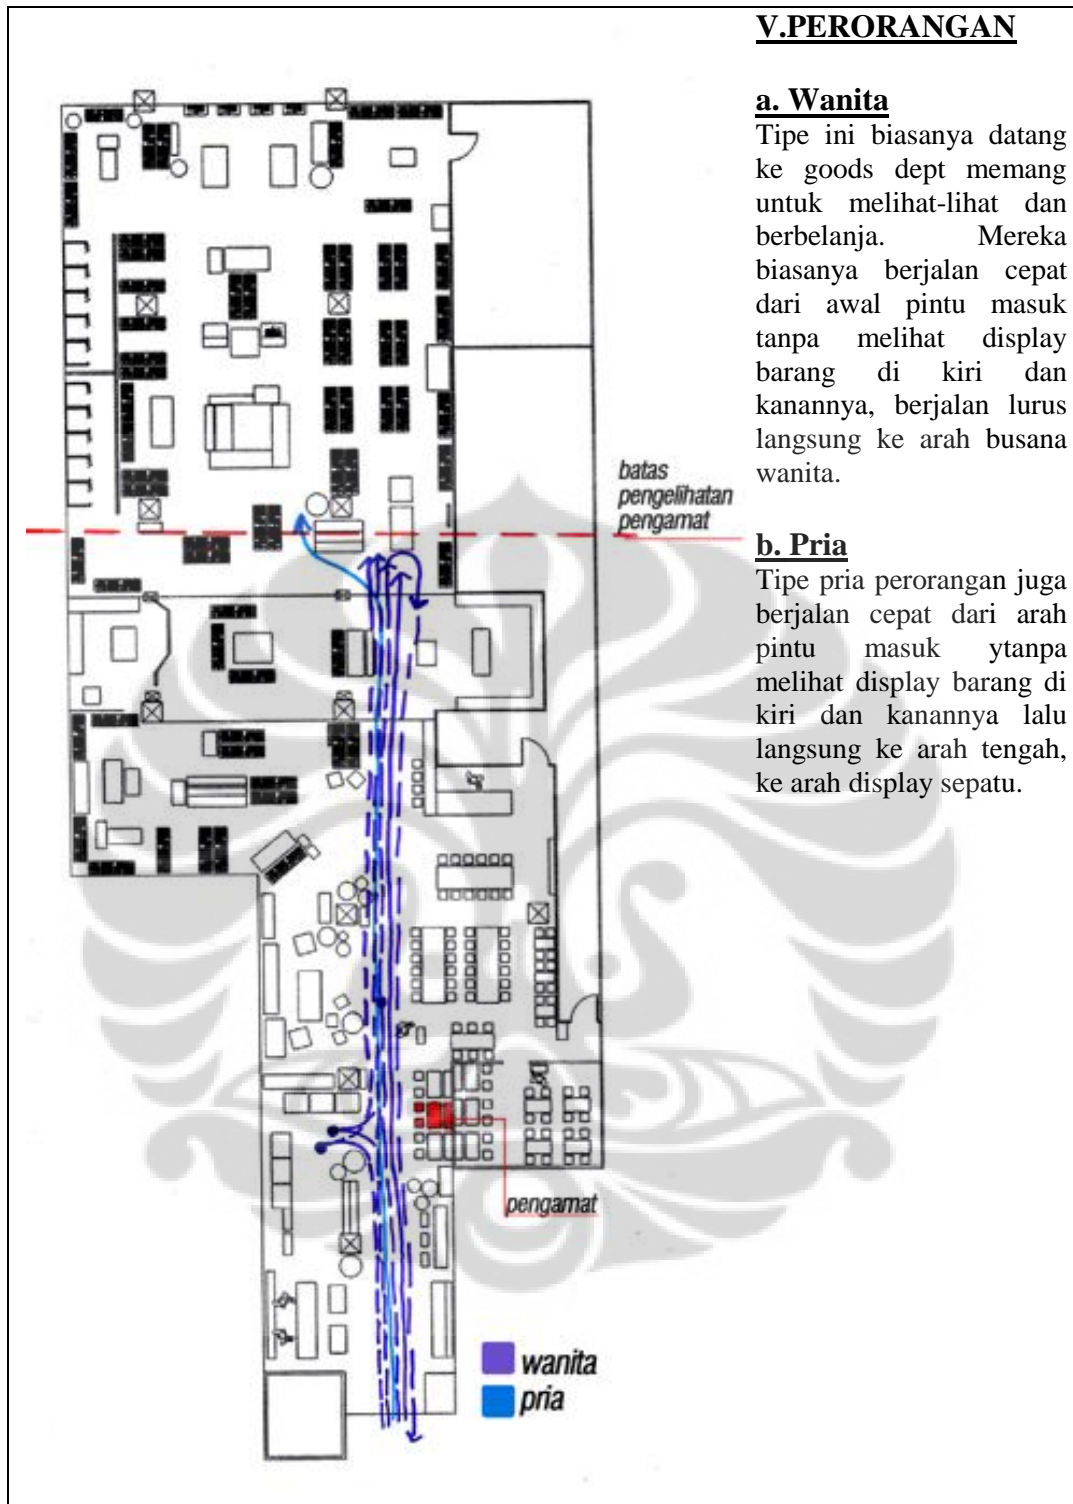 V.PERORANGAN
a. Wanita
Tipe ini biasanya datang
ke goods dept memang
untuk melihat-lihat dan
berbelanja. Mereka
biasanya berjalan cepat
dari awal pintu masuk
tanpa melihat display
barang di kiri dan
kanannya, berjalan lurus
langsung ke arah busana
wanita.
b. Pria
Tipe pria perorangan juga
berjalan cepat dari arah
pintu masuk ytanpa
melihat display barang di
kiri dan kanannya lalu
langsung ke arah tengah,
ke arah display sepatu.
batas
pengelihatan
pengamat
pengamat
wanita
pria